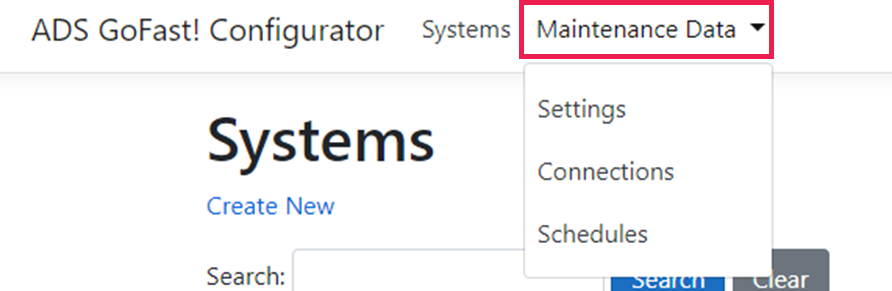 ADS GoFast! Configurator Systems Maintenance Data
Settings
Systems
Connections
Create New
Schedules
Search: Search Clear